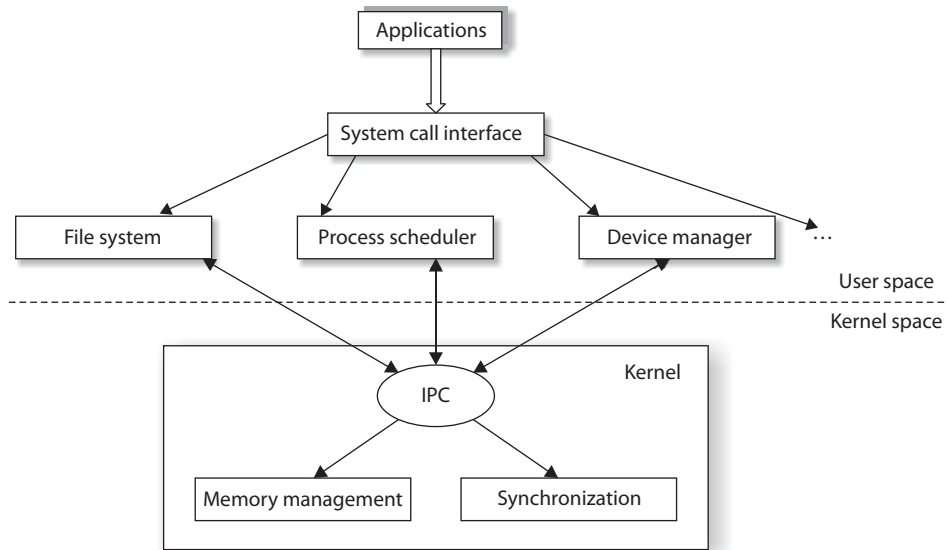 Applications
System call interface
File system
Process scheduler
Device manager
...
User space
Kernel space
Kernel
IPC
Memory management
Synchronization